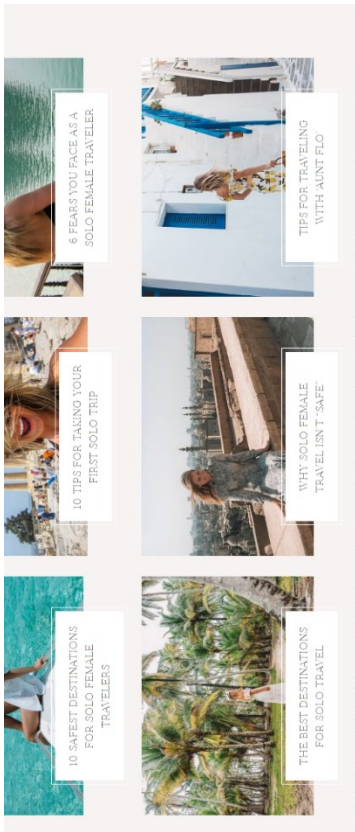 10 SAFEST DESTINATIONS
FOR SOLO FEMALE
TRAVELERS
10 TIPS FOR TAKING YOUR
FIRST SOLO TRIP
6 FEARS YOU FACE AS A
SOLO FEMALE TRAVELER
THE BEST DESTINATIONS
FOR SOLO TRAVEL
WHY SOLO FEMALE
TRAVEL ISN'T "SAFE"
TIPS FOR TRAVELING
WITH 'AUNT FLO'